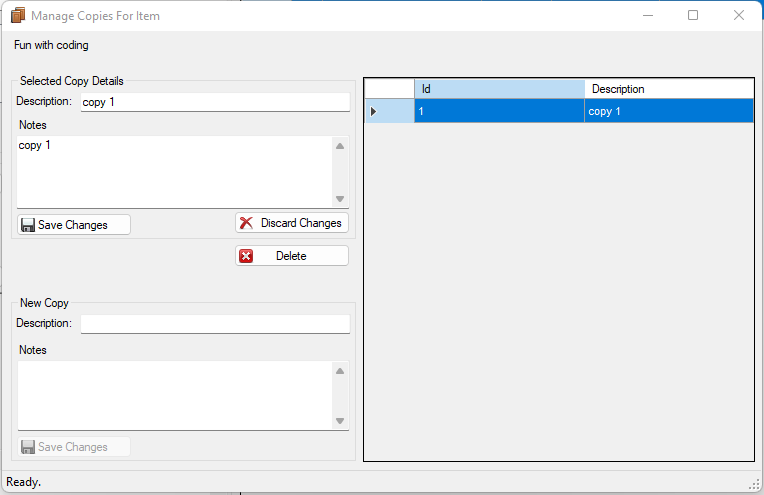 Manage Copies For Item
Fun with coding
Selected Copy Details
Description: copy 1
Notes
copy 1
Save Changes
Discard Changes
Delete
New Copy
Description:
Notes
Save Changes
Id Description
1 copy 1
Ready.